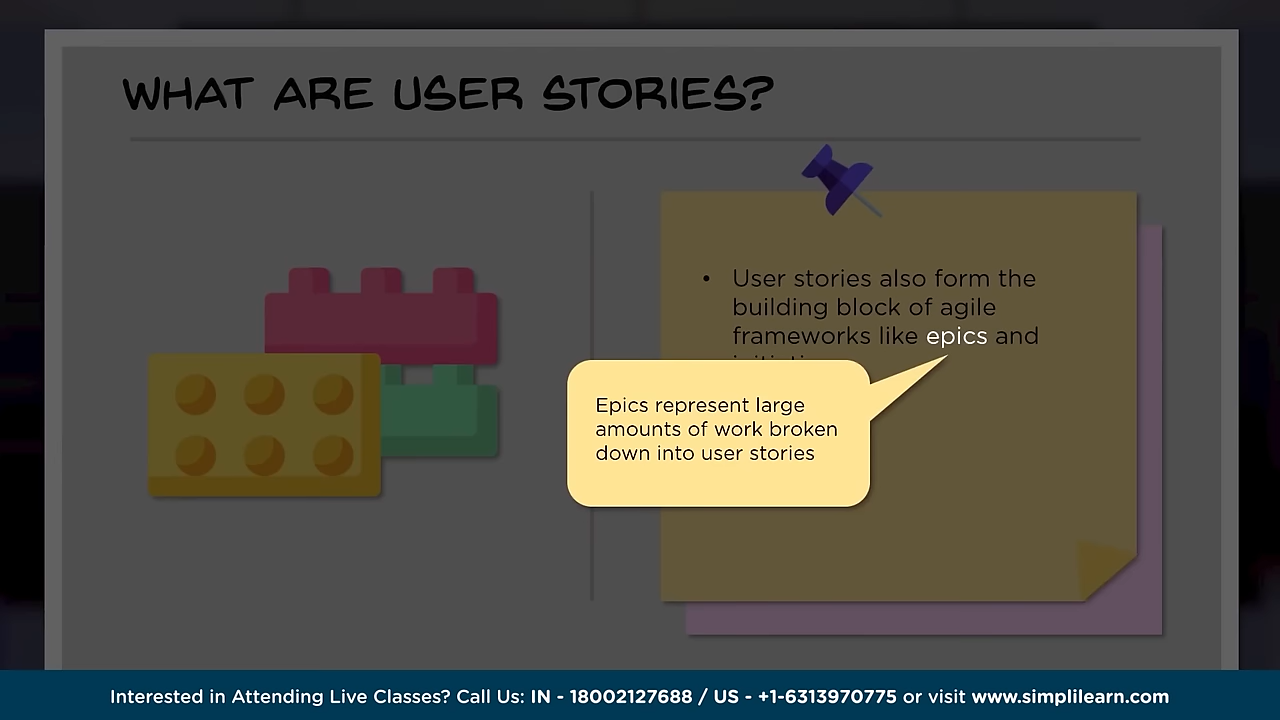 WHAT ARE USER STORIES?
• User stories also form the
building block of agile
frameworks like epics and
Epics represent large
amounts of work broken
down into user stories
Interested in Attending Live Classes? Call Us: IN - 18002127688 / US - +1-6313970775 or visit www.simplilearn.com